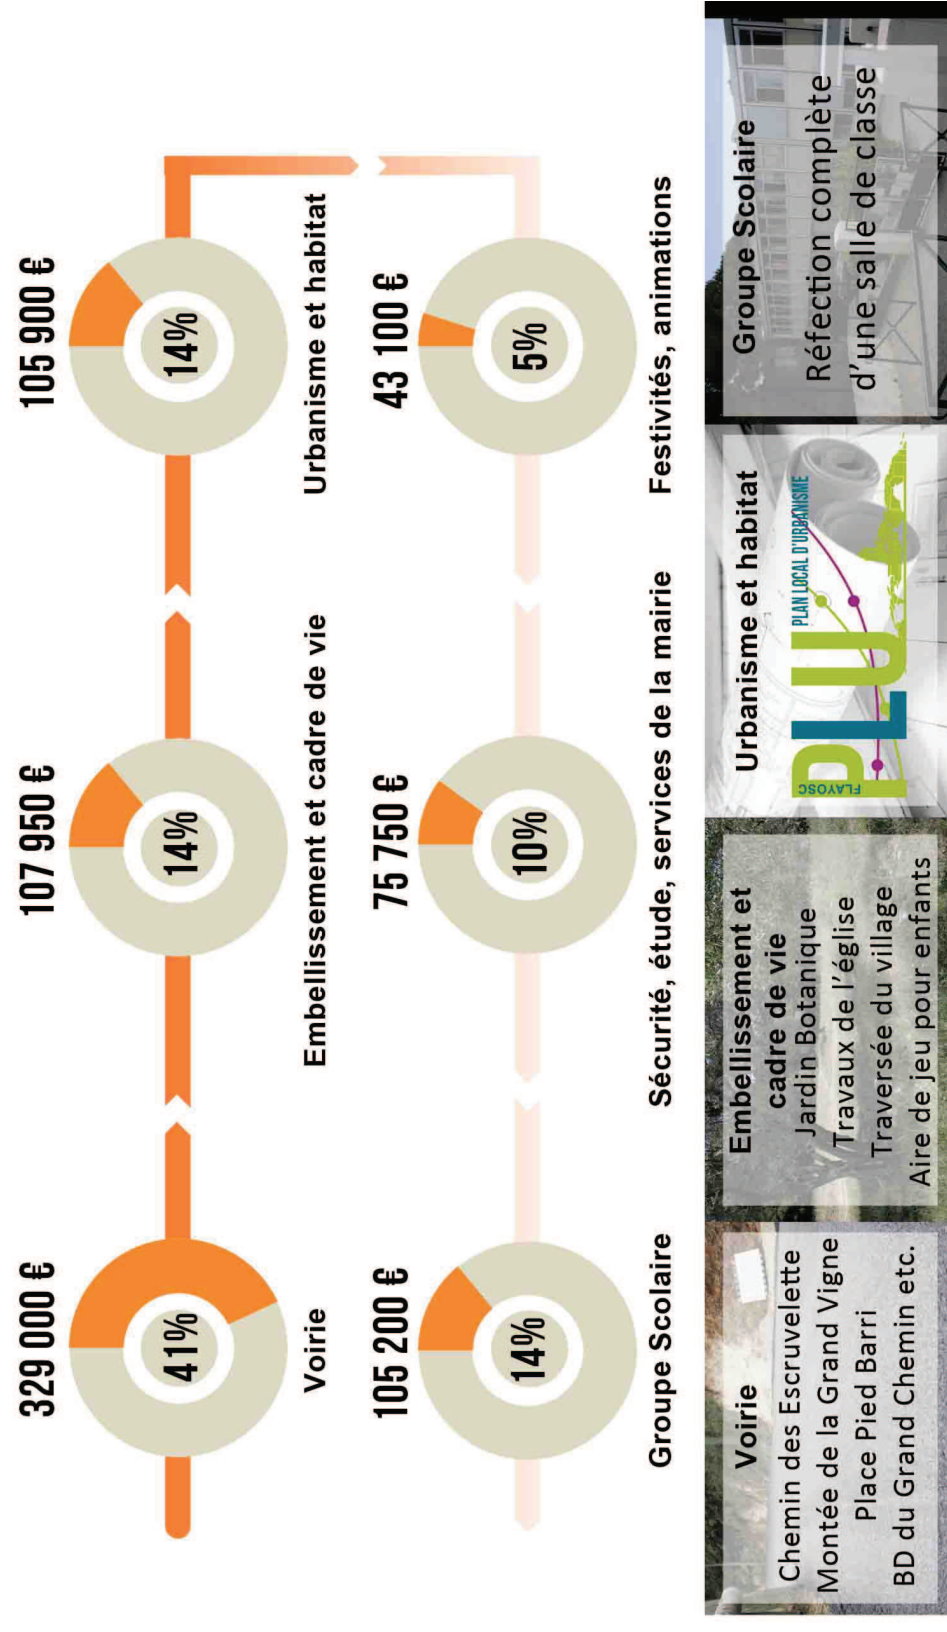 329 000 €
41%
Voirie
107 950 €
14%
Embellissement et cadre de vie
105 900 €
14%
Urbanisme et habitat
105 200 €
14%
Groupe Scolaire
75 750 €
10%
Sécurité, étude, services de la mairie
43 100 €
5%
Festivités, animations
Voirie
Chemin des Escruvelette
Montée de la Grand Vigne
Place Pied Barri
BD du Grand Chemin etc.
Embellissement et
cadre de vie
Jardin Botanique
Travaux de l'église
Traversée du village
Aire de jeu pour enfants
Urbanisme et habitat
FLAYOSC
PLU
PLAN LOCAL D'URBANISME
Groupe Scolaire
Réfection complète
d'une salle de classe